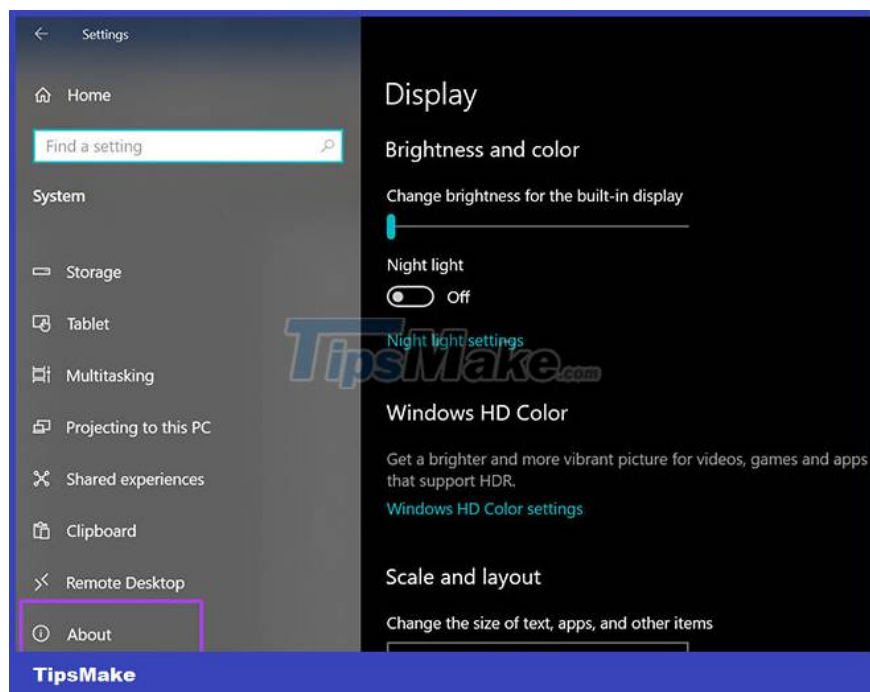 Settings
Home
Find a setting
System
Storage
Tablet
Multitasking
Projecting to this PC
Shared experiences
Clipboard
Remote Desktop
About
Display
Brightness and color
Change brightness for the built-in display
Night light
Off
Night light settings
TipsMake.com
Windows HD Color
Get a brighter and more vibrant picture for videos, games and apps
that support HDR.
Windows HD Color settings
Scale and layout
Change the size of text, apps, and other items
TipsMake